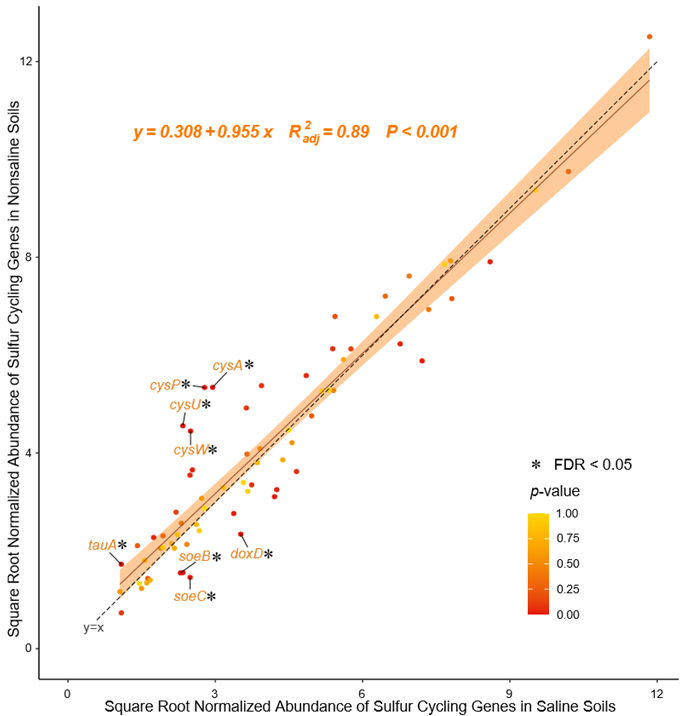 12
8
4
0
Square Root Normalized Abundance of Sulfur Cycling Genes in Nonsaline Soils
y = 0.308 + 0.955 x R²adj = 0.89 P < 0.001
cysA*
cysP*
cysU*
cysW*
tauA*
soeB*
doxD*
soeC*
y=x
* FDR < 0.05
p-value
1.00
0.75
0.50
0.25
0.00
0 3 6 9 12
Square Root Normalized Abundance of Sulfur Cycling Genes in Saline Soils